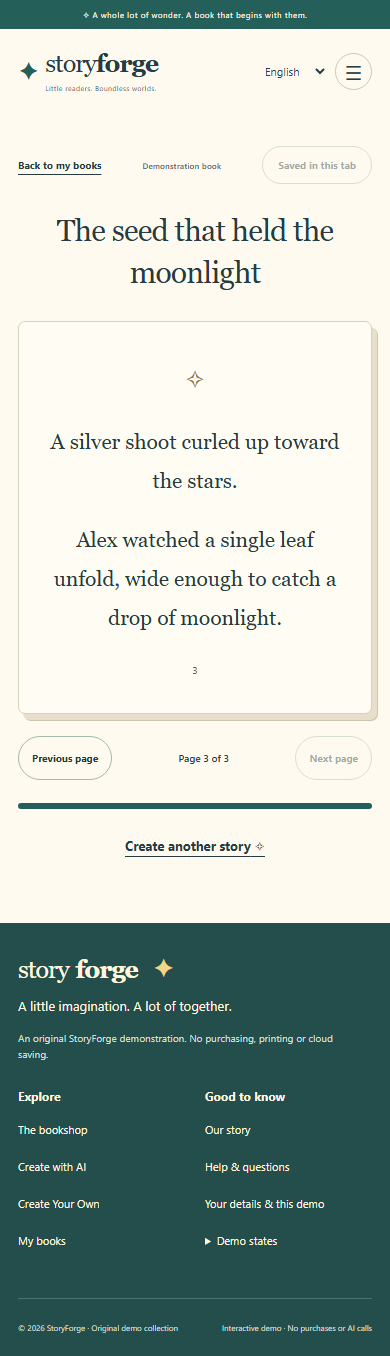 ✧ A whole lot of wonder. A book that begins with them.
storyforge
Little readers. Boundless worlds.
English
Back to my books
Demonstration book
Saved in this tab
The seed that held the
moonlight
A silver shoot curled up toward
the stars.
Alex watched a single leaf
unfold, wide enough to catch a
drop of moonlight.
3
Previous page
Page 3 of 3
Next page
Create another story ✧
story forge
A little imagination. A lot of together.
An original StoryForge demonstration. No purchasing, printing or cloud
saving.
Explore
The bookshop
Create with AI
Create Your Own
My books
Good to know
Our story
Help & questions
Your details & this demo
Demo states
© 2026 StoryForge · Original demo collection
Interactive demo · No purchases or AI calls